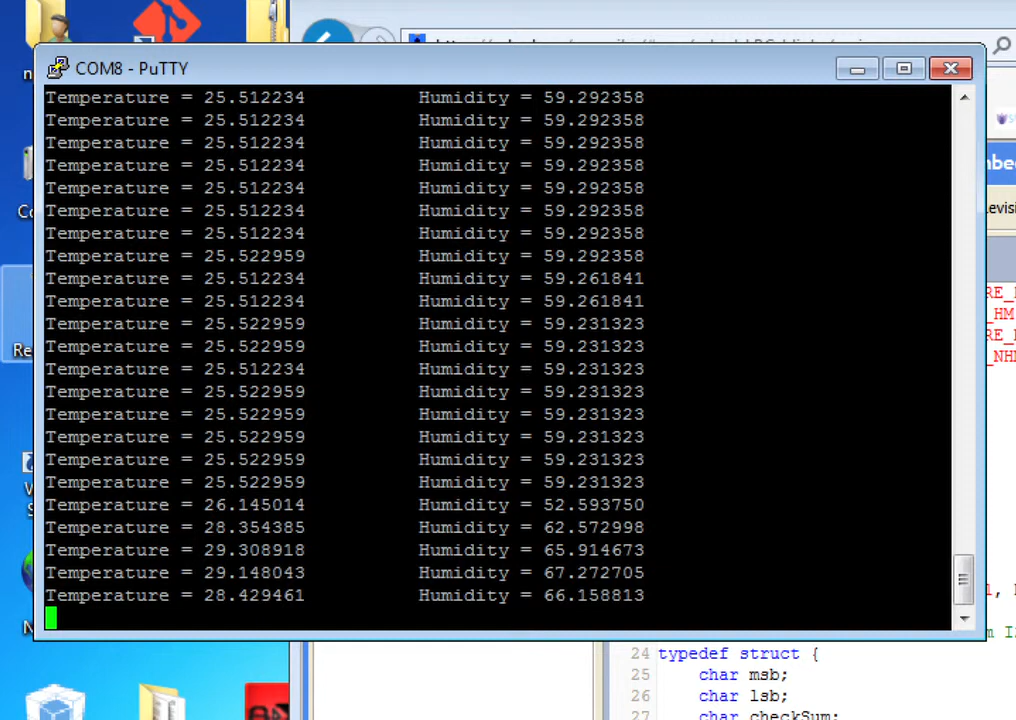 COM8 - PuTTY
Temperature = 25.512234 Humidity = 59.292358
Temperature = 25.512234 Humidity = 59.292358
Temperature = 25.512234 Humidity = 59.292358
Temperature = 25.512234 Humidity = 59.292358
Temperature = 25.512234 Humidity = 59.292358
Temperature = 25.512234 Humidity = 59.292358
Temperature = 25.512234 Humidity = 59.292358
Temperature = 25.522959 Humidity = 59.292358
Temperature = 25.512234 Humidity = 59.261841
Temperature = 25.512234 Humidity = 59.261841
Temperature = 25.522959 Humidity = 59.231323
Temperature = 25.522959 Humidity = 59.231323
Temperature = 25.512234 Humidity = 59.231323
Temperature = 25.522959 Humidity = 59.231323
Temperature = 25.522959 Humidity = 59.231323
Temperature = 25.522959 Humidity = 59.231323
Temperature = 25.522959 Humidity = 59.231323
Temperature = 25.522959 Humidity = 59.231323
Temperature = 26.145014 Humidity = 52.593750
Temperature = 28.354385 Humidity = 62.572998
Temperature = 29.308918 Humidity = 65.914673
Temperature = 29.148043 Humidity = 67.272705
Temperature = 28.429461 Humidity = 66.158813
24 typedef struct {
25 char msb;
26 char lsb;
27 char checkSum;